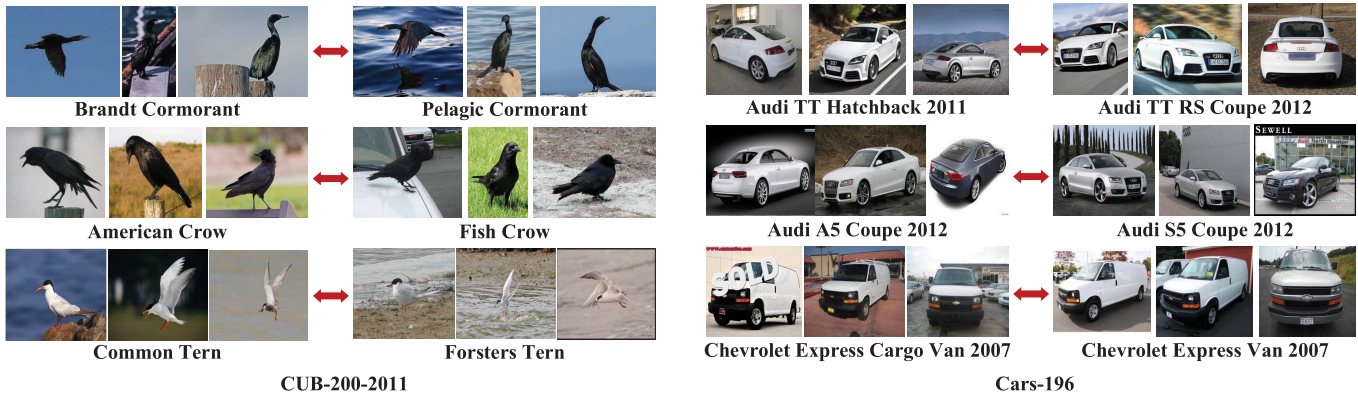 Brandt Cormorant
Pelagic Cormorant
American Crow
Fish Crow
Common Tern
Forsters Tern
CUB-200-2011
Audi TT Hatchback 2011
Audi TT RS Coupe 2012
SEWELL
Audi A5 Coupe 2012
Audi S5 Coupe 2012
SOLD
Chevrolet Express Cargo Van 2007
Chevrolet Express Van 2007
Cars-196